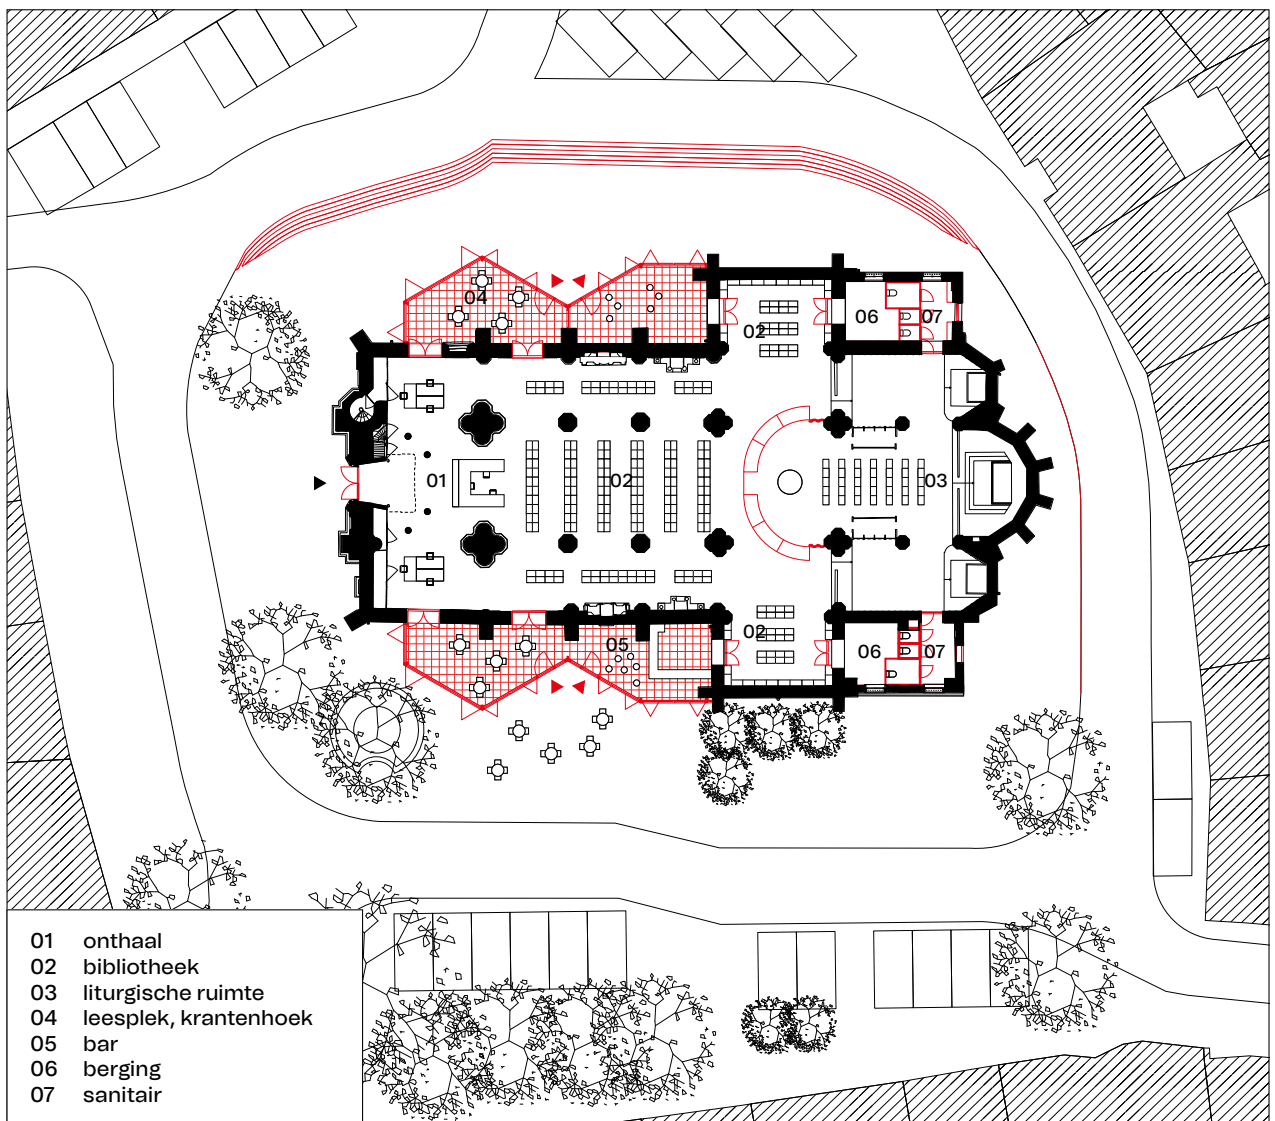 04
02
06
07
01
02
03
05
02
06
07
01 onthaal
02 bibliotheek
03 liturgische ruimte
04 leesplek, krantenhoek
05 bar
06 berging
07 sanitair